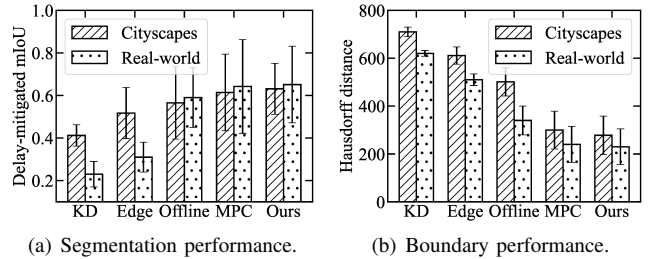 1.0
0.8
0.6
0.4
0.2
Delay-mitigated mIoU
Cityscapes
Real-world
KD Edge Offline MPC Ours
(a) Segmentation performance.
800
600
400
200
0
Hausdorff distance
Cityscapes
Real-world
KD Edge Offline MPC Ours
(b) Boundary performance.